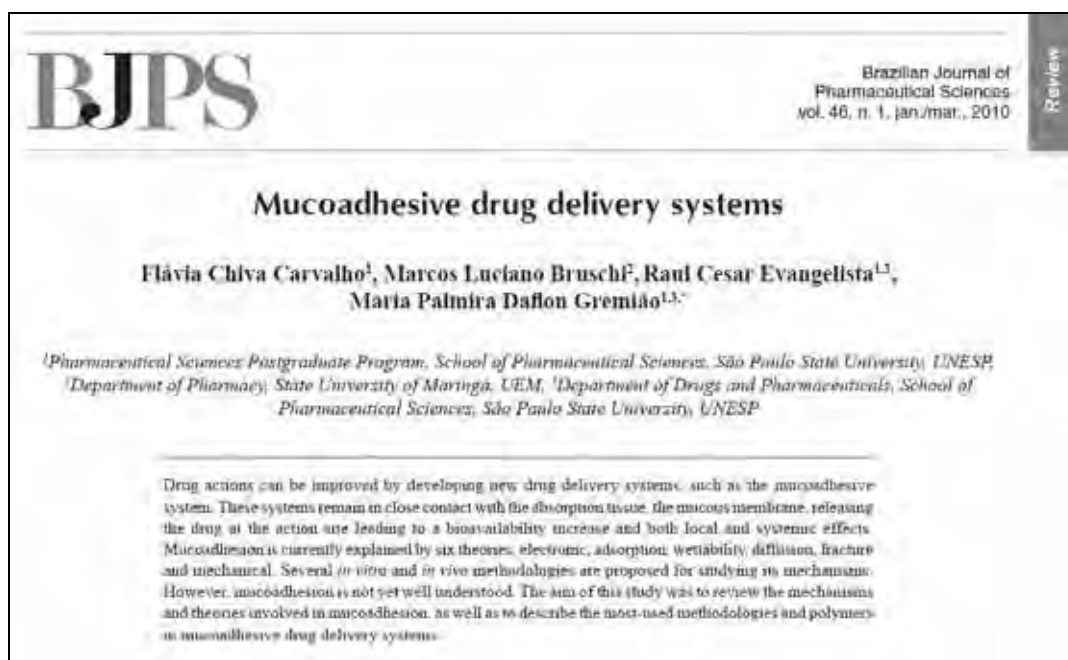 BJPS
Brazilian Journal of
Pharmaceutical Sciences
vol. 46, n. 1, jan./mar., 2010
Review
Mucoadhesive drug delivery systems
Flávia Chiva Carvalho¹, Marcos Luciano Bruschi², Raul Cesar Evangelista¹,³,
Maria Palmira Daflon Gremião¹,³,*
¹Pharmaceutical Sciences Postgraduate Program, School of Pharmaceutical Sciences, São Paulo State University, UNESP,
²Department of Pharmacy, State University of Maringá, UEM, ³Department of Drugs and Pharmaceuticals, School of
Pharmaceutical Sciences, São Paulo State University, UNESP
Drug actions can be improved by developing new drug delivery systems, such as the mucoadhesive
system. These systems remain in close contact with the absorption tissue, the mucous membrane, releasing
the drug at the action site leading to a bioavailability increase and both local and systemic effects.
Mucoadhesion is currently explained by six theories: electronic, adsorption, wettability, diffusion, fracture
and mechanical. Several in vitro and in vivo methodologies are proposed for studying its mechanisms.
However, mucoadhesion is not yet well understood. The aim of this study was to review the mechanisms
and theories involved in mucoadhesion, as well as to describe the most-used methodologies and polymers
in mucoadhesive drug delivery systems.